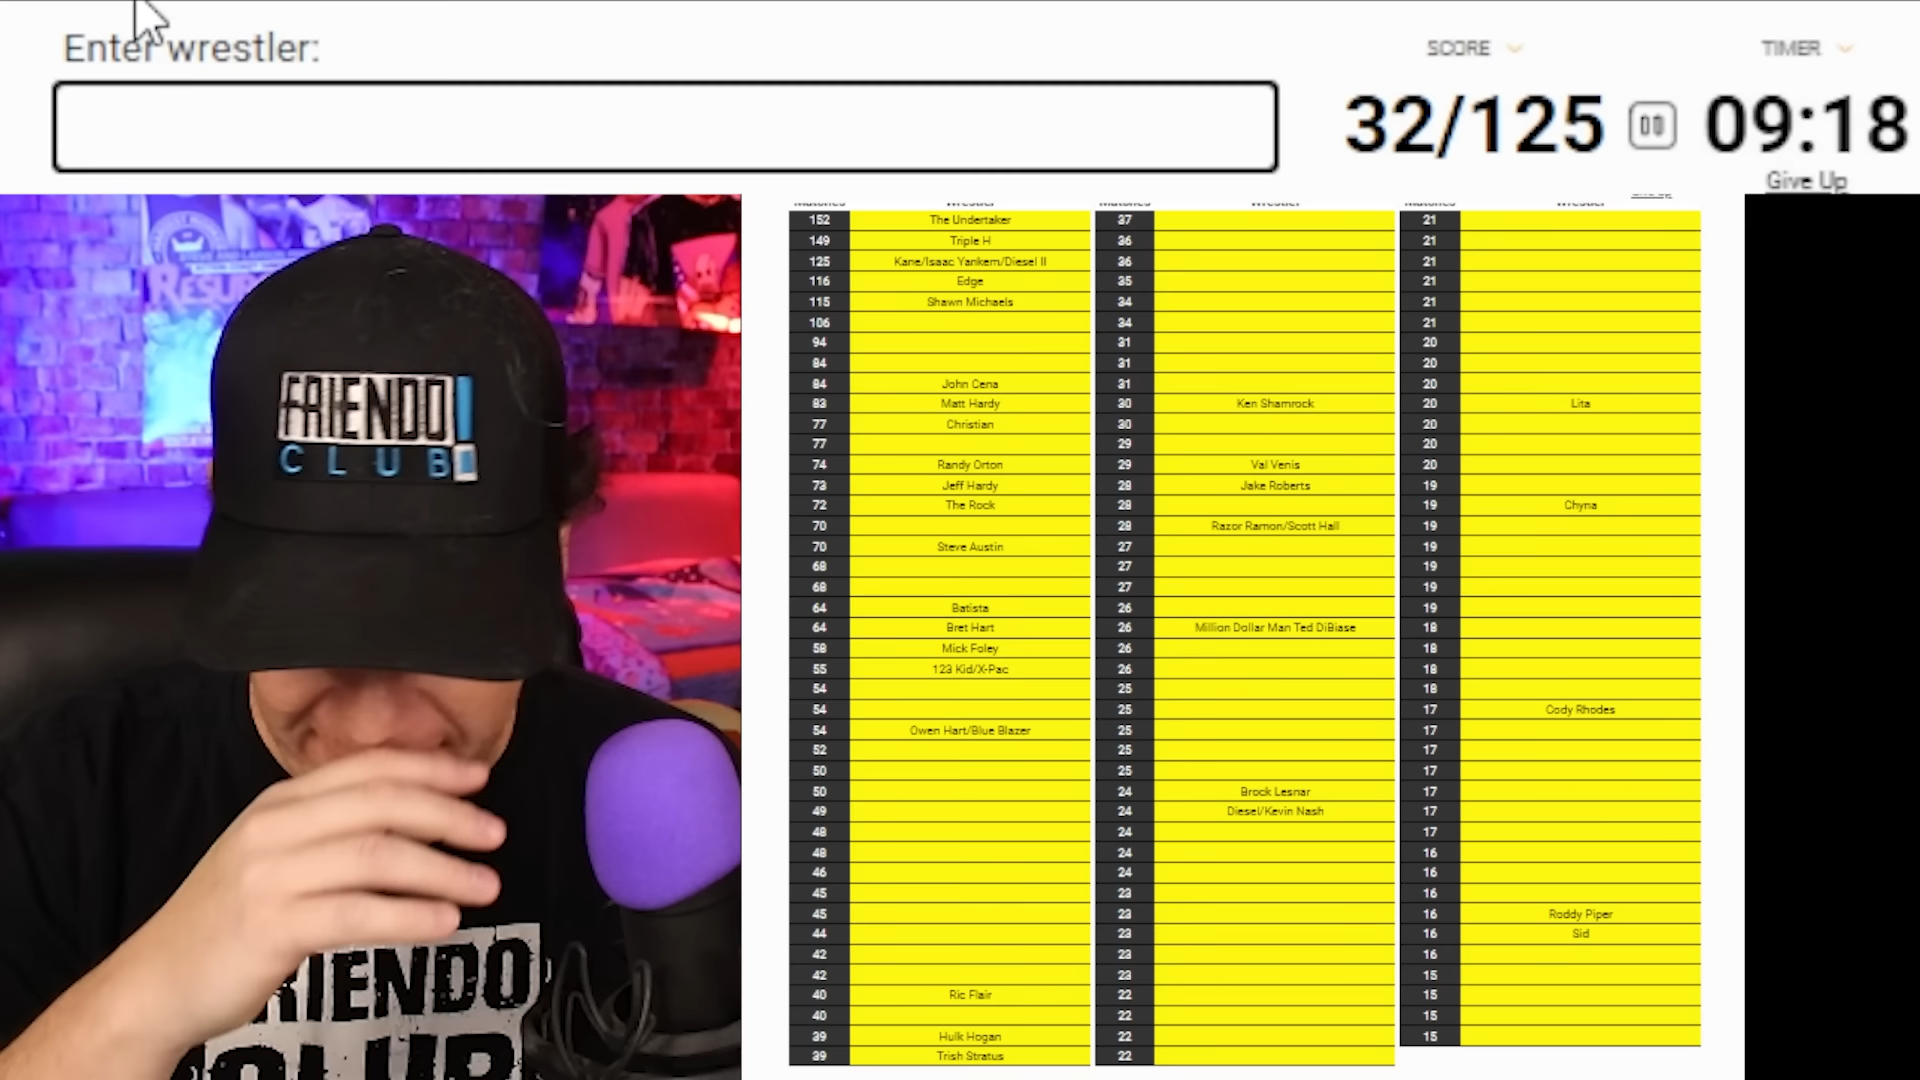 Enter wrestler:
SCORE
TIMER
32/125
09:18
Give Up
FRIENDO!
CLUB
RIENDO
CLUB
Matches Wrestler
152 The Undertaker
149 Triple H
125 Kane/Isaac Yankem/Diesel II
116 Edge
115 Shawn Michaels
106
94
84
84 John Cena
83 Matt Hardy
77 Christian
77
74 Randy Orton
73 Jeff Hardy
72 The Rock
70
70 Steve Austin
68
68
64 Batista
64 Bret Hart
58 Mick Foley
55 123 Kid/X-Pac
54
54
54 Owen Hart/Blue Blazer
52
50
50
49
48
48
46
45
45
44
42
42
40 Ric Flair
40
39 Hulk Hogan
39 Trish Stratus
Matches Wrestler
37
36
36
35
34
34
31
31
31
30 Ken Shamrock
30
29
29 Val Venis
28 Jake Roberts
28
28 Razor Ramon/Scott Hall
27
27
27
26
26 Million Dollar Man Ted DiBiase
26
26
25
25
25
25
25
24 Brock Lesnar
24 Diesel/Kevin Nash
24
24
24
23
23
23
23
23
22
22
22
22
Matches Wrestler
21
21
21
21
21
21
20
20
20
20 Lita
20
20
20
19
19 Chyna
19
19
19
19
19
18
18
18
18
17 Cody Rhodes
17
17
17
17
17
17
16
16
16
16 Roddy Piper
16 Sid
16
15
15
15
15